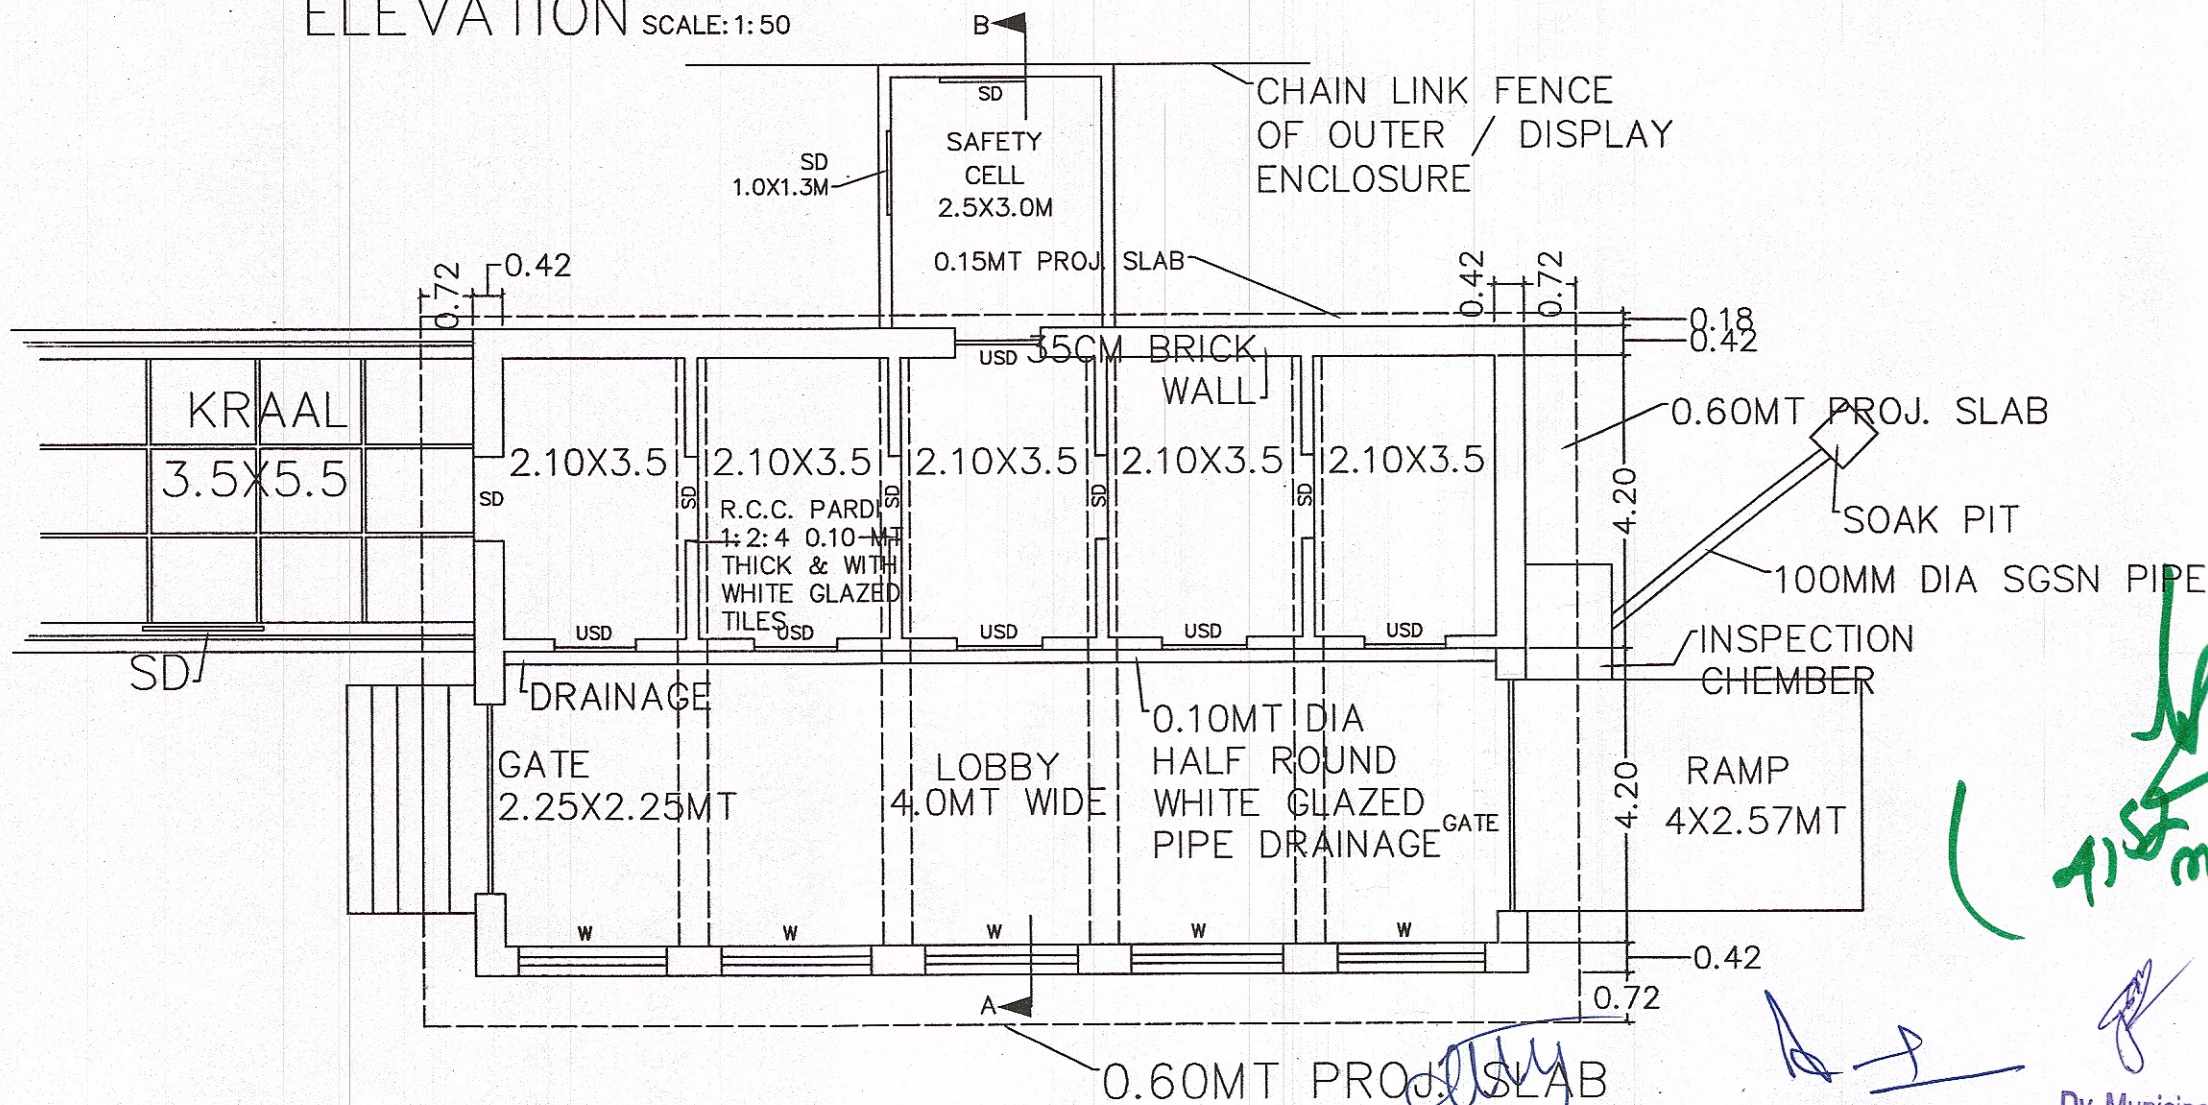 ELEVATION SCALE:1:50
B
SD
CHAIN LINK FENCE
OF OUTER / DISPLAY
ENCLOSURE
SAFETY
CELL
2.5X3.0M
SD
1.0X1.3M
0.15MT PROJ. SLAB
0.72
0.42
0.42
0.72
0.18
0.42
USD
35CM BRICK
WALL
KRAAL
3.5X5.5
SD
2.10X3.5
2.10X3.5
2.10X3.5
2.10X3.5
2.10X3.5
SD
SD
SD
SD
SD
R.C.C. PARDI
1:2:4 0.10 MT
THICK & WITH
WHITE GLAZED
TILES
0.60MT PROJ. SLAB
4.20
SOAK PIT
100MM DIA SGSN PIPE
INSPECTION
CHEMBER
USD
USD
USD
USD
USD
DRAINAGE
GATE
2.25X2.25MT
LOBBY
4.0MT WIDE
0.10MT DIA
HALF ROUND
WHITE GLAZED
PIPE DRAINAGE
GATE
4.20
RAMP
4X2.57MT
W
W
W
W
W
0.42
A
0.72
0.60MT PROJ. SLAB